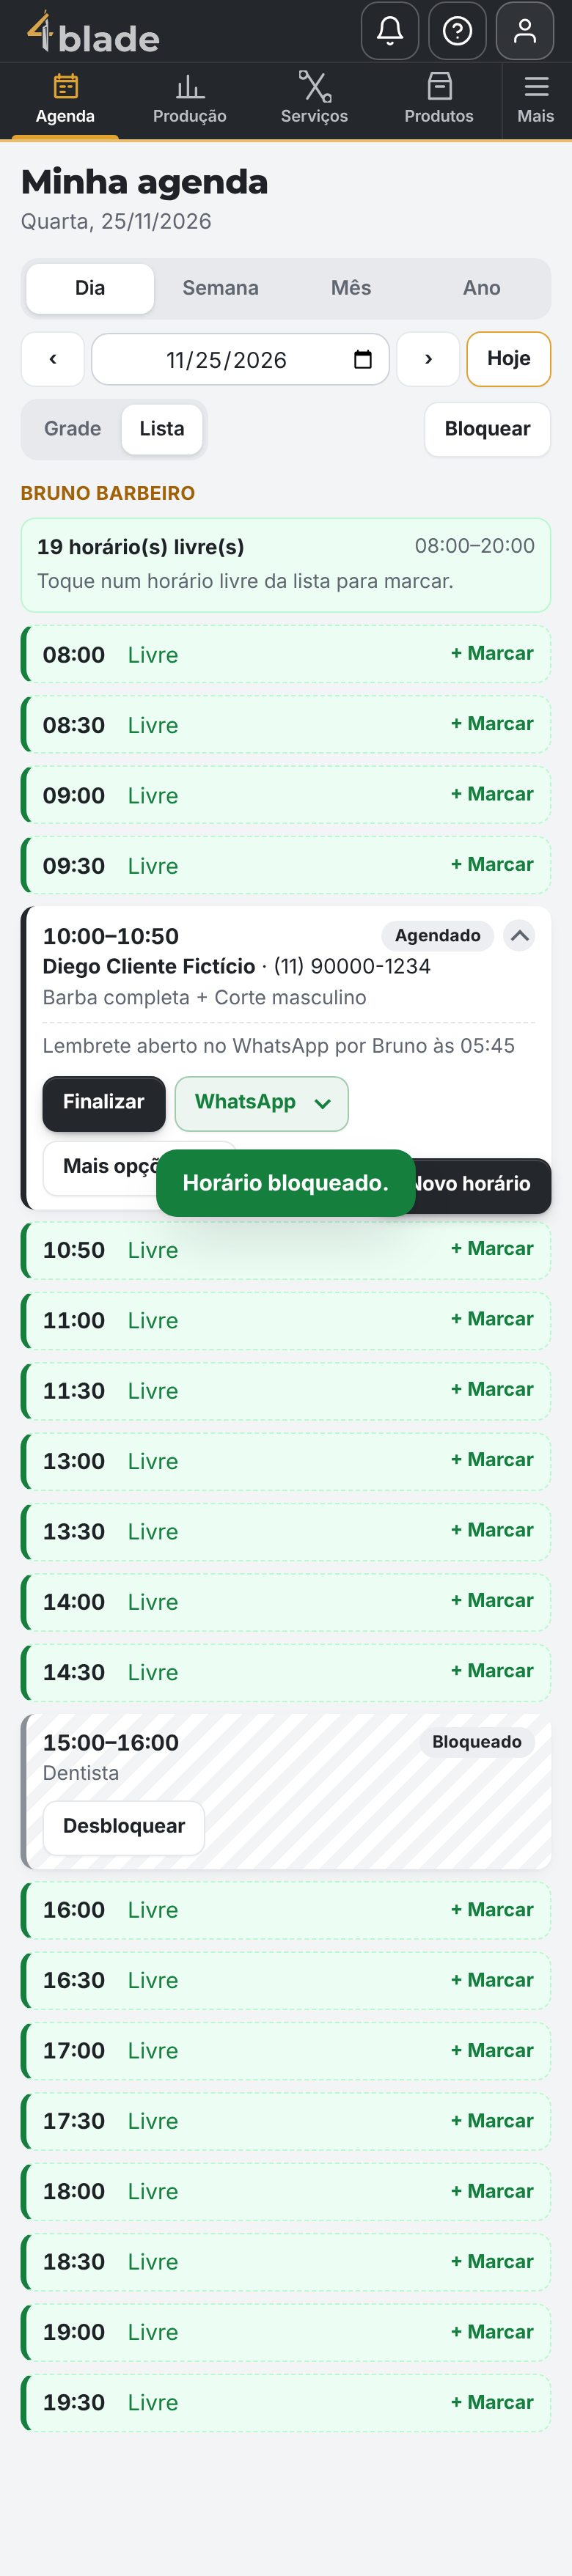 4blade
Agenda
Produção
Serviços
Produtos
Mais
Minha agenda
Quarta, 25/11/2026
Dia
Semana
Mês
Ano
‹
11/25/2026
›
Hoje
Grade
Lista
Bloquear
BRUNO BARBEIRO
19 horário(s) livre(s)
08:00–20:00
Toque num horário livre da lista para marcar.
08:00 Livre + Marcar
08:30 Livre + Marcar
09:00 Livre + Marcar
09:30 Livre + Marcar
10:00–10:50 Agendado
Diego Cliente Fictício · (11) 90000-1234
Barba completa + Corte masculino
Lembrete aberto no WhatsApp por Bruno às 05:45
Finalizar
WhatsApp
Mais
Horário bloqueado.
horário
10:50 Livre + Marcar
11:00 Livre + Marcar
11:30 Livre + Marcar
13:00 Livre + Marcar
13:30 Livre + Marcar
14:00 Livre + Marcar
14:30 Livre + Marcar
15:00–16:00 Bloqueado
Dentista
Desbloquear
16:00 Livre + Marcar
16:30 Livre + Marcar
17:00 Livre + Marcar
17:30 Livre + Marcar
18:00 Livre + Marcar
18:30 Livre + Marcar
19:00 Livre + Marcar
19:30 Livre + Marcar